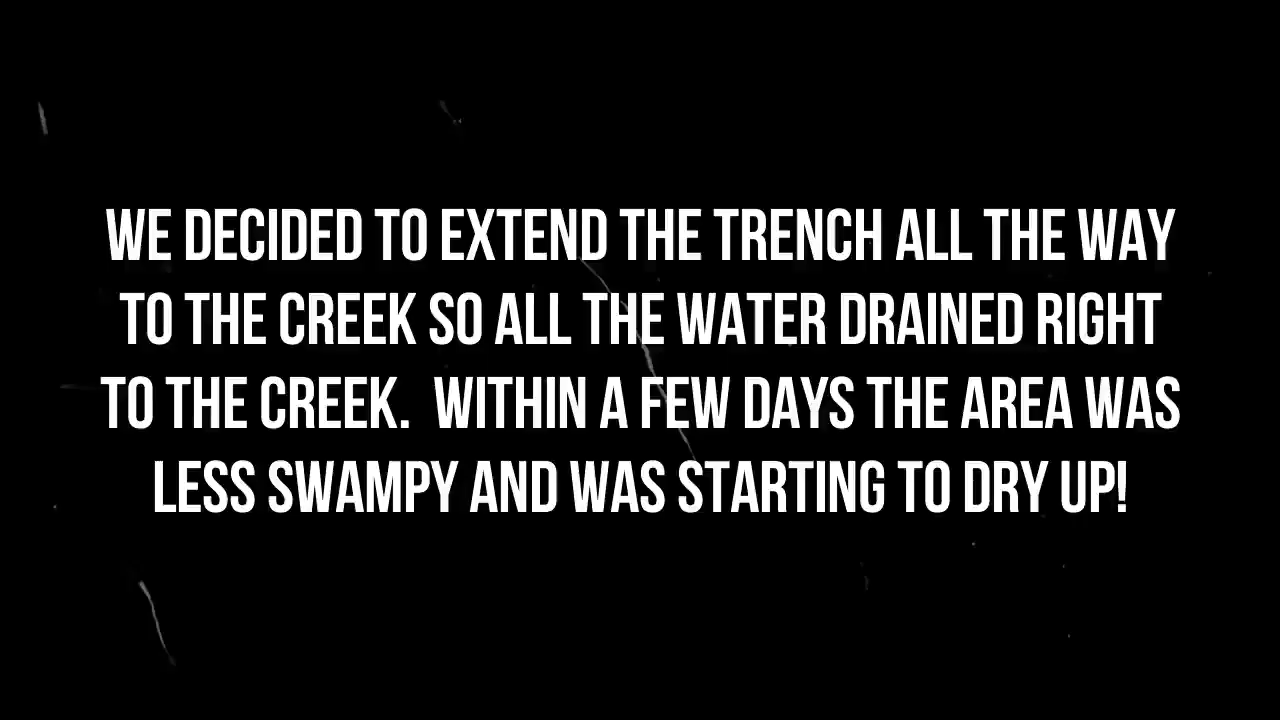 WE DECIDED TO EXTEND THE TRENCH ALL THE WAY
TO THE CREEK SO ALL THE WATER DRAINED RIGHT
TO THE CREEK.  WITHIN A FEW DAYS THE AREA WAS
LESS SWAMPY AND WAS STARTING TO DRY UP!